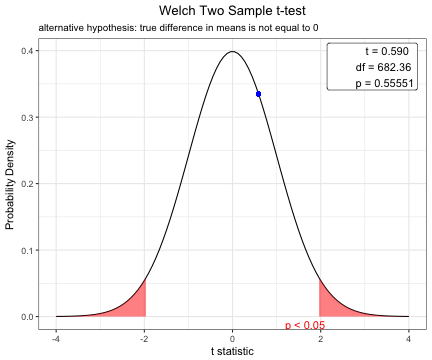 Welch Two Sample t-test
alternative hypothesis: true difference in means is not equal to 0
t = 0.590
df = 682.36
p = 0.55551
Probability Density
0.4
0.3
0.2
0.1
0.0
p < 0.05
-4
-2
0
2
4
t statistic